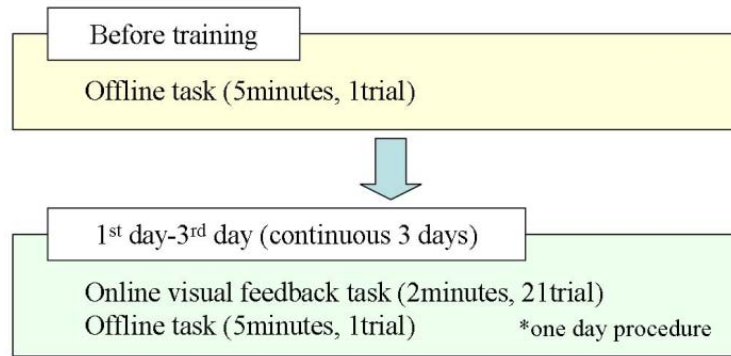 Before training
Offline task (5minutes, 1trial)
1st day-3rd day (continuous 3 days)
Online visual feedback task (2minutes, 21trial)
Offline task (5minutes, 1trial) *one day procedure